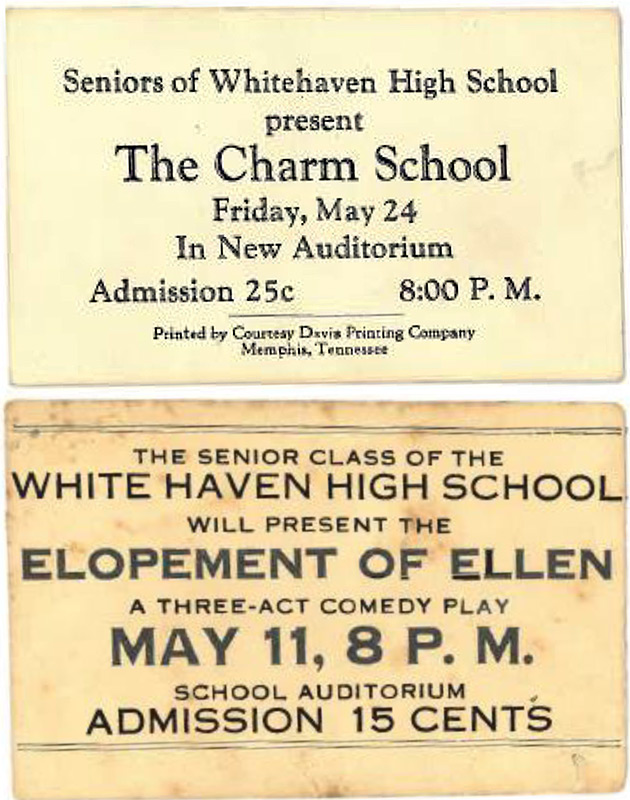 Seniors of Whitehaven High School
present
The Charm School
Friday, May 24
In New Auditorium
Admission 25c 8:00 P. M.
Printed by Courtesy Davis Printing Company
Memphis, Tennessee
THE SENIOR CLASS OF THE
WHITE HAVEN HIGH SCHOOL
WILL PRESENT THE
ELOPEMENT OF ELLEN
A THREE-ACT COMEDY PLAY
MAY 11, 8 P. M.
SCHOOL AUDITORIUM
ADMISSION 15 CENTS